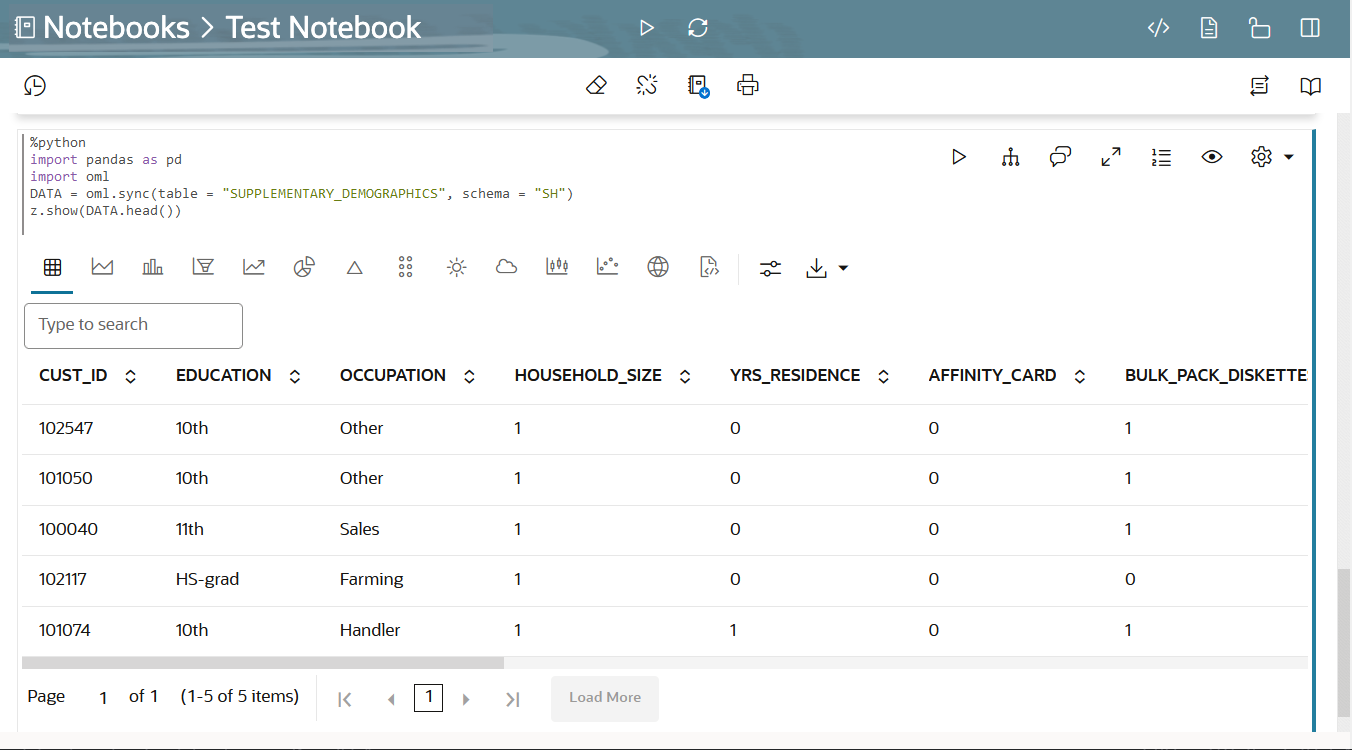 Notebooks > Test Notebook
%python
import pandas as pd
import oml
DATA = oml.sync(table = "SUPPLEMENTARY_DEMOGRAPHICS", schema = "SH")
z.show(DATA.head())
Type to search
CUST_ID EDUCATION OCCUPATION HOUSEHOLD_SIZE YRS_RESIDENCE AFFINITY_CARD BULK_PACK_DISKETTE
102547 10th Other 1 0 0 1
101050 10th Other 1 0 0 1
100040 11th Sales 1 0 0 1
102117 HS-grad Farming 1 0 0 0
101074 10th Handler 1 1 0 1
Page 1 of 1 (1-5 of 5 items) 1 Load More